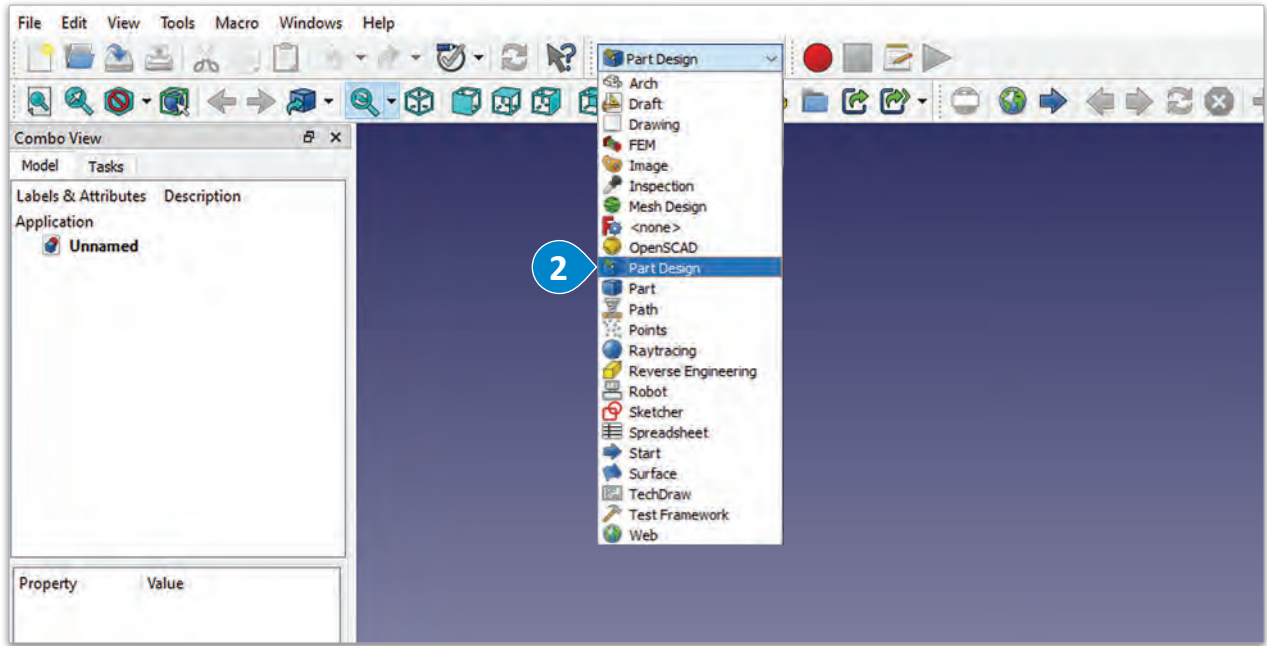 File Edit View Tools Macro Windows Help
Part Design
Combo View
Model Tasks
Labels & Attributes Description
Application
Unnamed
Property Value
Arch
Draft
Drawing
FEM
Image
Inspection
Mesh Design
<none>
OpenSCAD
2 Part Design
Part
Path
Points
Raytracing
Reverse Engineering
Robot
Sketcher
Spreadsheet
Start
Surface
TechDraw
Test Framework
Web